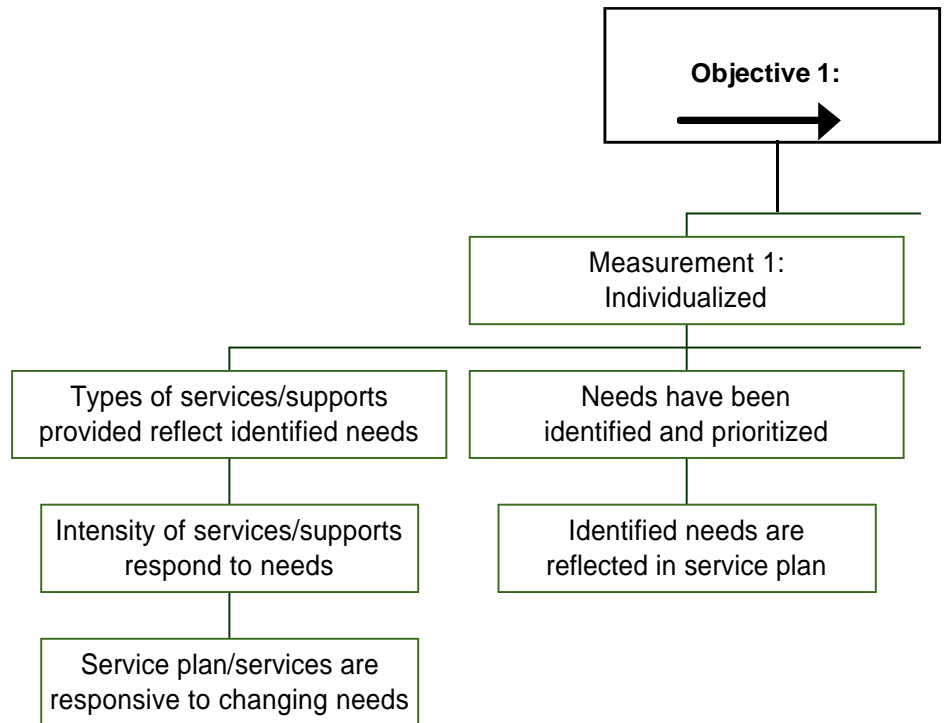 Objective 1:
Measurement 1:
Individualized
Types of services/supports
provided reflect identified needs
Needs have been
identified and prioritized
Intensity of services/supports
respond to needs
Identified needs are
reflected in service plan
Service plan/services are
responsive to changing needs